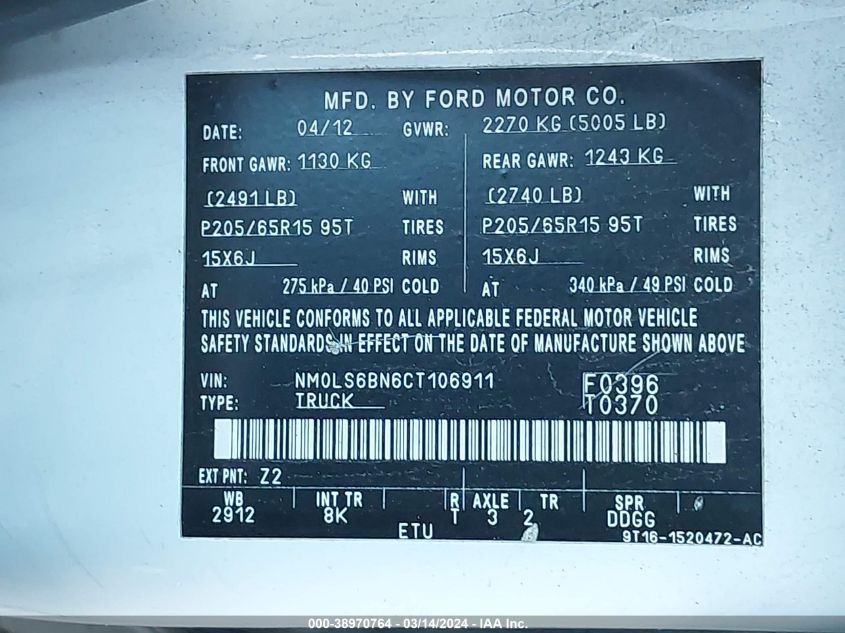 MFD. BY FORD MOTOR CO.
DATE: 04/12 GVWR: 2270 KG (5005 LB)
FRONT GAWR: 1130 KG REAR GAWR: 1243 KG
(2491 LB) WITH (2740 LB) WITH
P205/65R15 95T TIRES P205/65R15 95T TIRES
15X6J RIMS 15X6J RIMS
AT 275 kPa / 40 PSI COLD AT 340 kPa / 49 PSI COLD
THIS VEHICLE CONFORMS TO ALL APPLICABLE FEDERAL MOTOR VEHICLE
SAFETY STANDARDS IN EFFECT ON THE DATE OF MANUFACTURE SHOWN ABOVE
VIN: NM0LS6BN6CT106911 F0396
TYPE: TRUCK T0370
EXT PNT: Z2
WB INT TR R AXLE TR SPR
2912 8K T 3 2 DDGG
ETU 9T16-1520472-AC
000-38970764 - 03/14/2024 - IAA Inc.